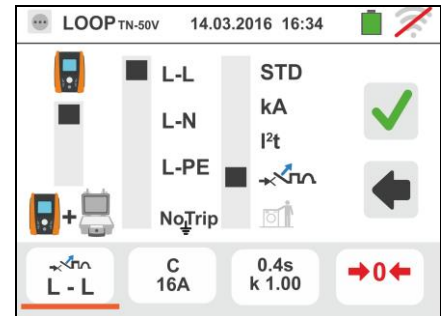 LOOP TN-50V 14.03.2016 16:34
L-L
L-N
L-PE
NoTrip
STD
kA
I²t
+
L - L
C
16A
0.4s
k 1.00
→0←